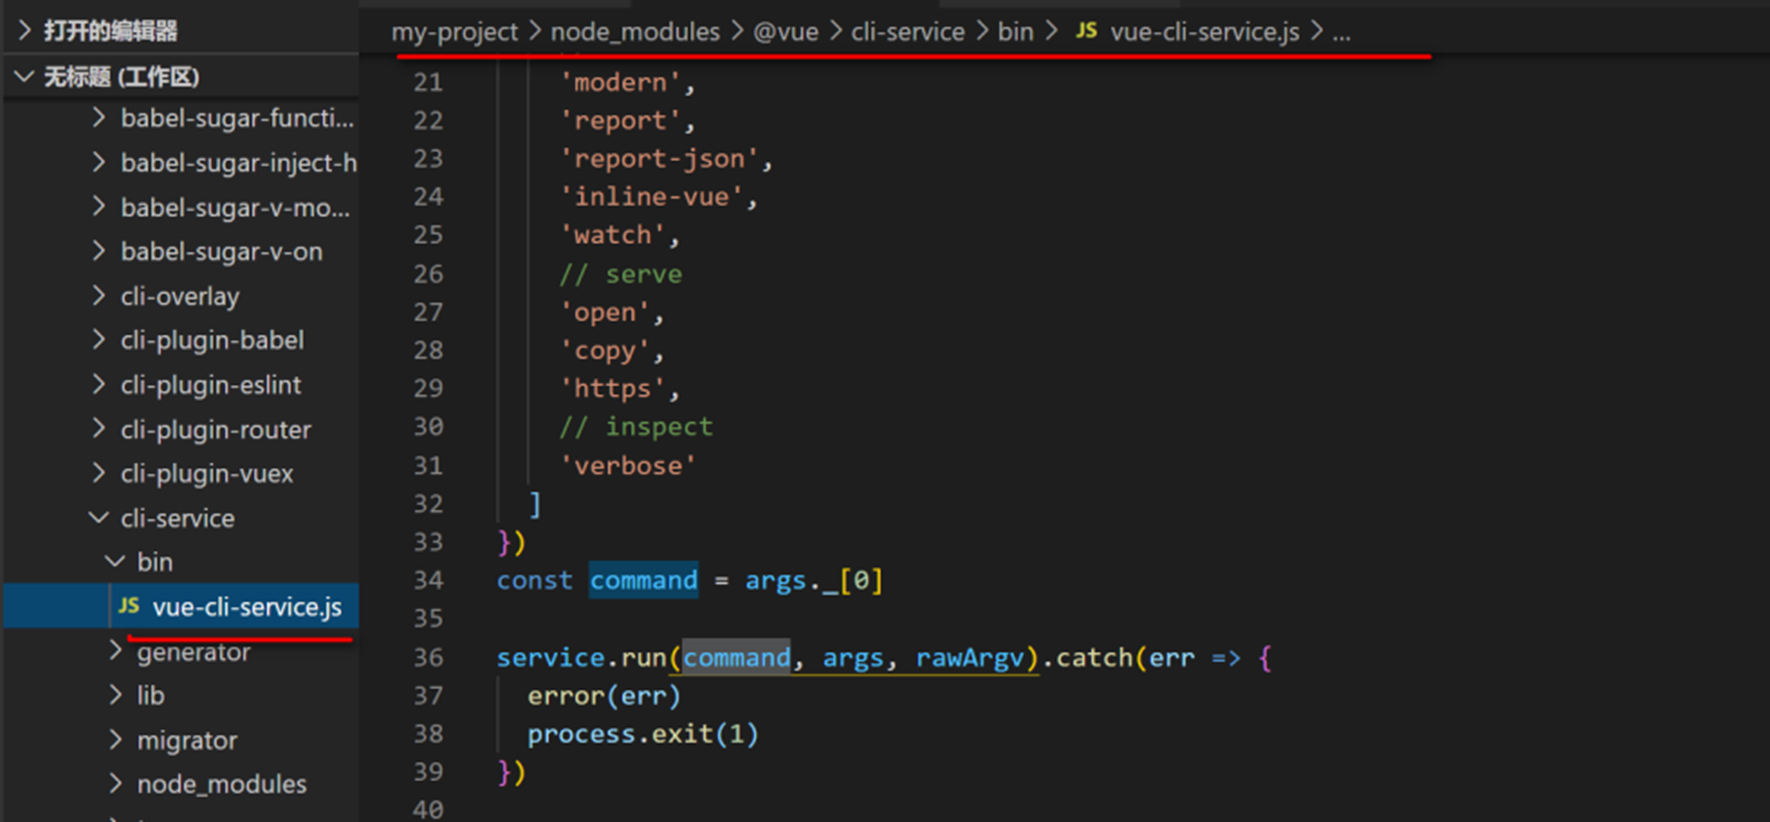 打开的编辑器
无标题 (工作区)
babel-sugar-functi...
babel-sugar-inject-h
babel-sugar-v-mo...
babel-sugar-v-on
cli-overlay
cli-plugin-babel
cli-plugin-eslint
cli-plugin-router
cli-plugin-vuex
cli-service
bin
JS vue-cli-service.js
generator
lib
migrator
node_modules
my-project > node_modules > @vue > cli-service > bin > JS vue-cli-service.js > ...
21 'modern',
22 'report',
23 'report-json',
24 'inline-vue',
25 'watch',
26 // serve
27 'open',
28 'copy',
29 'https',
30 // inspect
31 'verbose'
32 ]
33 })
34 const command = args._[0]
35
36 service.run(command, args, rawArgv).catch(err => {
37 error(err)
38 process.exit(1)
39 })
40